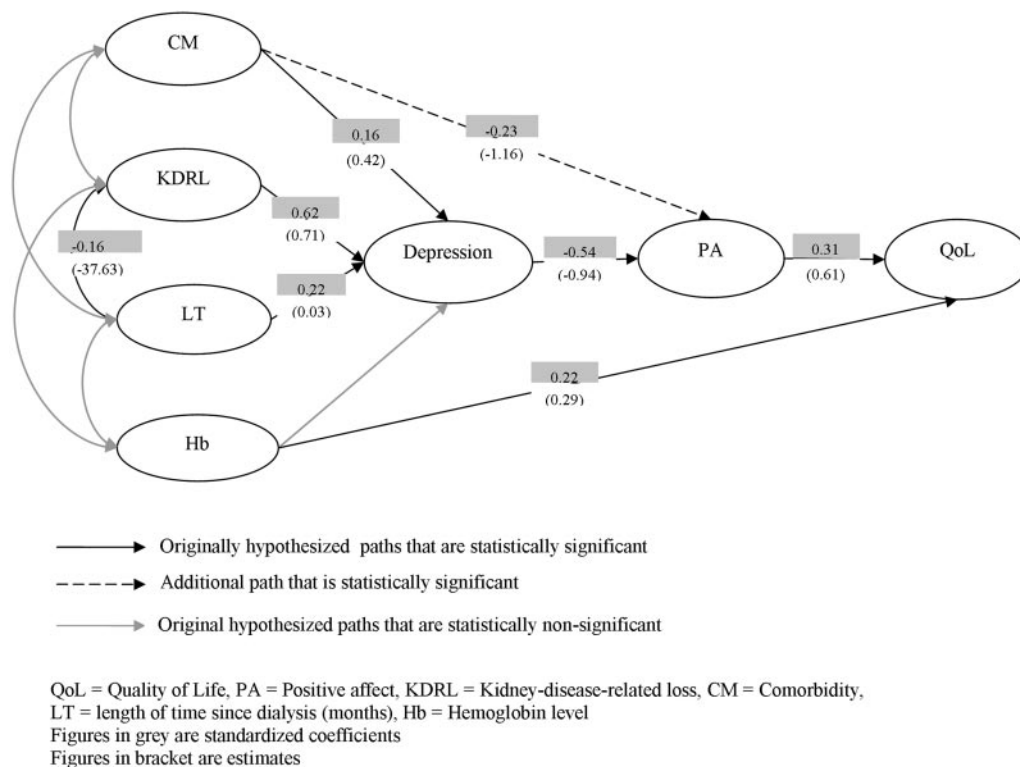 CM
0.16
(0.42)
-0.23
(-1.16)
KDRL
0.62
(0.71)
-0.16
(-37.63)
Depression
-0.54
(-0.94)
PA
0.31
(0.61)
QoL
LT
0.22
(0.03)
0.22
(0.29)
Hb
Originally hypothesized paths that are statistically significant
Additional path that is statistically significant
Original hypothesized paths that are statistically non-significant
QoL = Quality of Life, PA = Positive affect, KDRL = Kidney-disease-related loss, CM = Comorbidity,
LT = length of time since dialysis (months), Hb = Hemoglobin level
Figures in grey are standardized coefficients
Figures in bracket are estimates